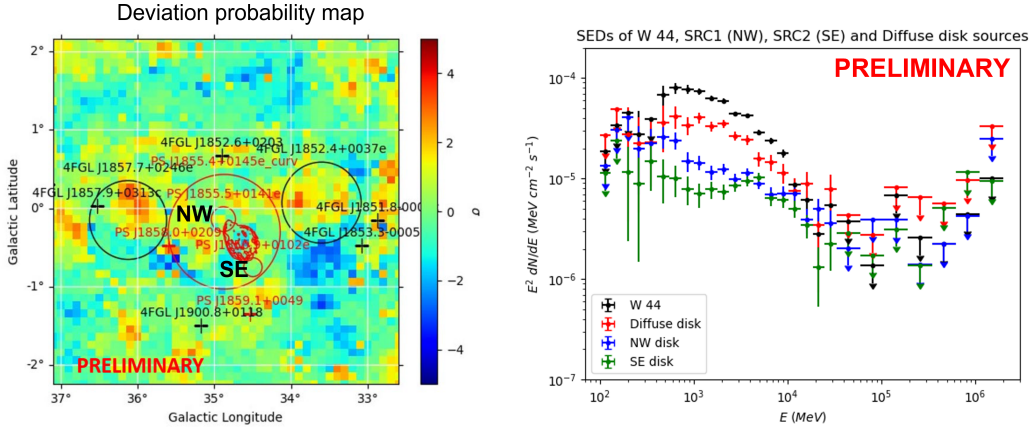 Deviation probability map
2°
1°
0°
-1°
-2°
Galactic Latitude
4FGL J1852.6+0203
4FGL J1852.4+0037e
PS J1855.4+0145e_curv
4FGL J1857.7+0246e
4FGL J1857.9+0313c
PS J1855.5+0141e
4FGL J1851.8-000
NW
PS J1858.0+0209
4FGL J1853.3-0005
SE
PS J1859.1+0049
4FGL J1900.8+0118
PRELIMINARY
37° 36° 35° 34° 33°
Galactic Longitude
4
2
0
−2
−4
σ
SEDs of W 44, SRC1 (NW), SRC2 (SE) and Diffuse disk sources
PRELIMINARY
10⁻⁴
10⁻⁵
10⁻⁶
10⁻⁷
E² dN/dE (MeV cm⁻² s⁻¹)
W 44
Diffuse disk
NW disk
SE disk
10² 10³ 10⁴ 10⁵ 10⁶
E (MeV)